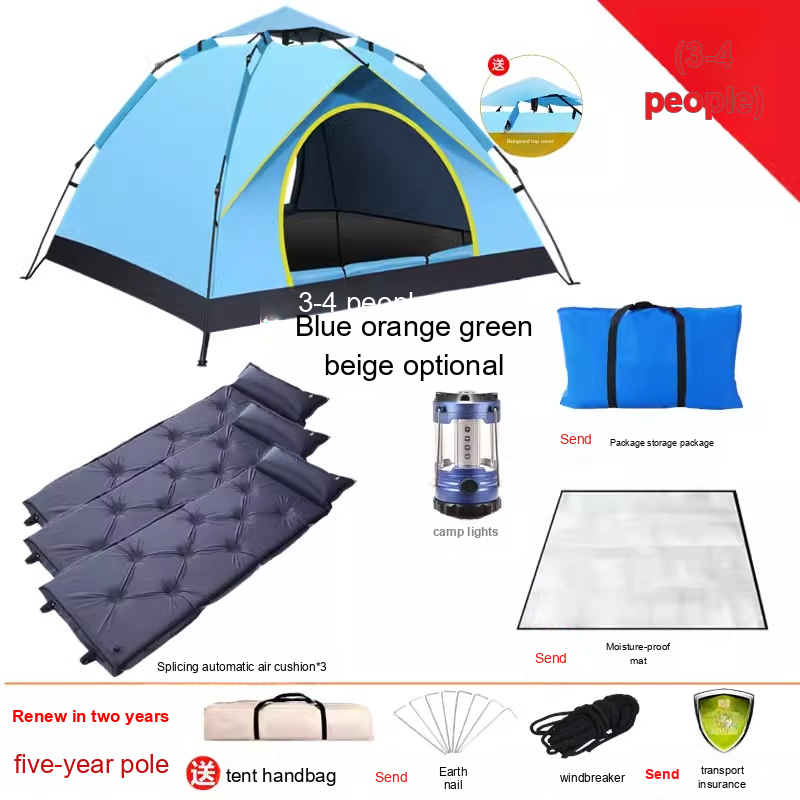 (3-4
people)
送
Rainproof top cover
3-4 people
Blue orange green
beige optional
Send
Package storage package
camp lights
Splicing automatic air cushion*3
Send
Moisture-proof
mat
Renew in two years
five-year pole
送
tent handbag
Send
Earth
nail
windbreaker
Send
transport
insurance